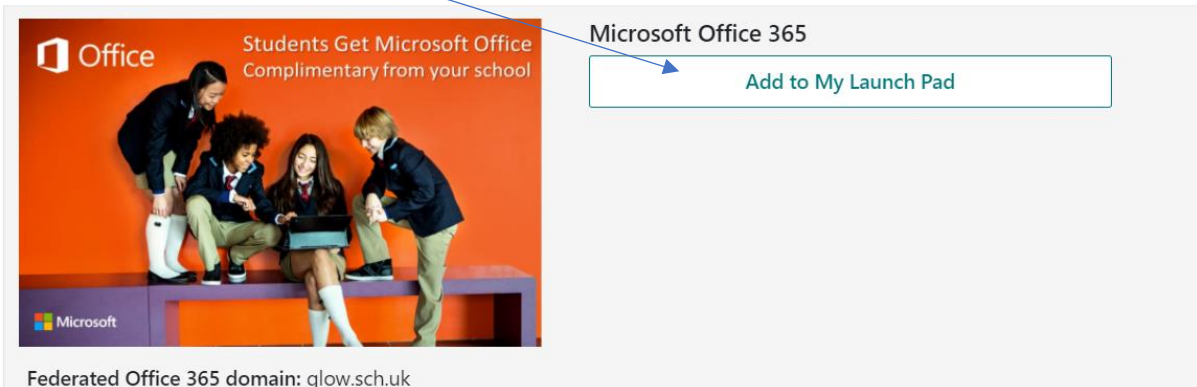 Office
Students Get Microsoft Office
Complimentary from your school
Microsoft
Microsoft Office 365
Add to My Launch Pad
Federated Office 365 domain: glow.sch.uk